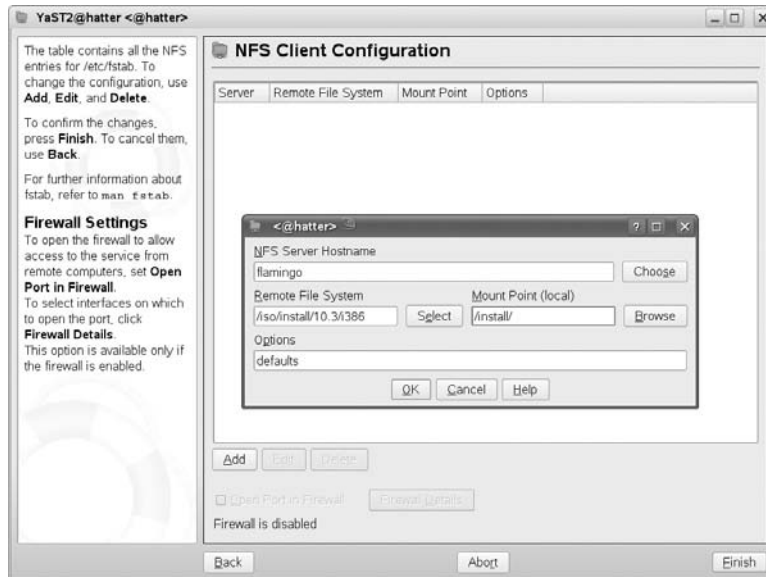 YaST2@hatter <@hatter>
The table contains all the NFS
entries for /etc/fstab. To
change the configuration, use
Add, Edit, and Delete.
To confirm the changes,
press Finish. To cancel them,
use Back.
For further information about
fstab, refer to man fstab.
Firewall Settings
To open the firewall to allow
access to the service from
remote computers, set Open
Port in Firewall.
To select interfaces on which
to open the port, click
Firewall Details.
This option is available only if
the firewall is enabled.
NFS Client Configuration
Server Remote File System Mount Point Options
<@hatter>
NFS Server Hostname
flamingo Choose
Remote File System Mount Point (local)
/iso/install/10.3/i386 Select /install/ Browse
Options
defaults
OK Cancel Help
Add Edit Delete
Open Port in Firewall Firewall Details
Firewall is disabled
Back Abort Finish